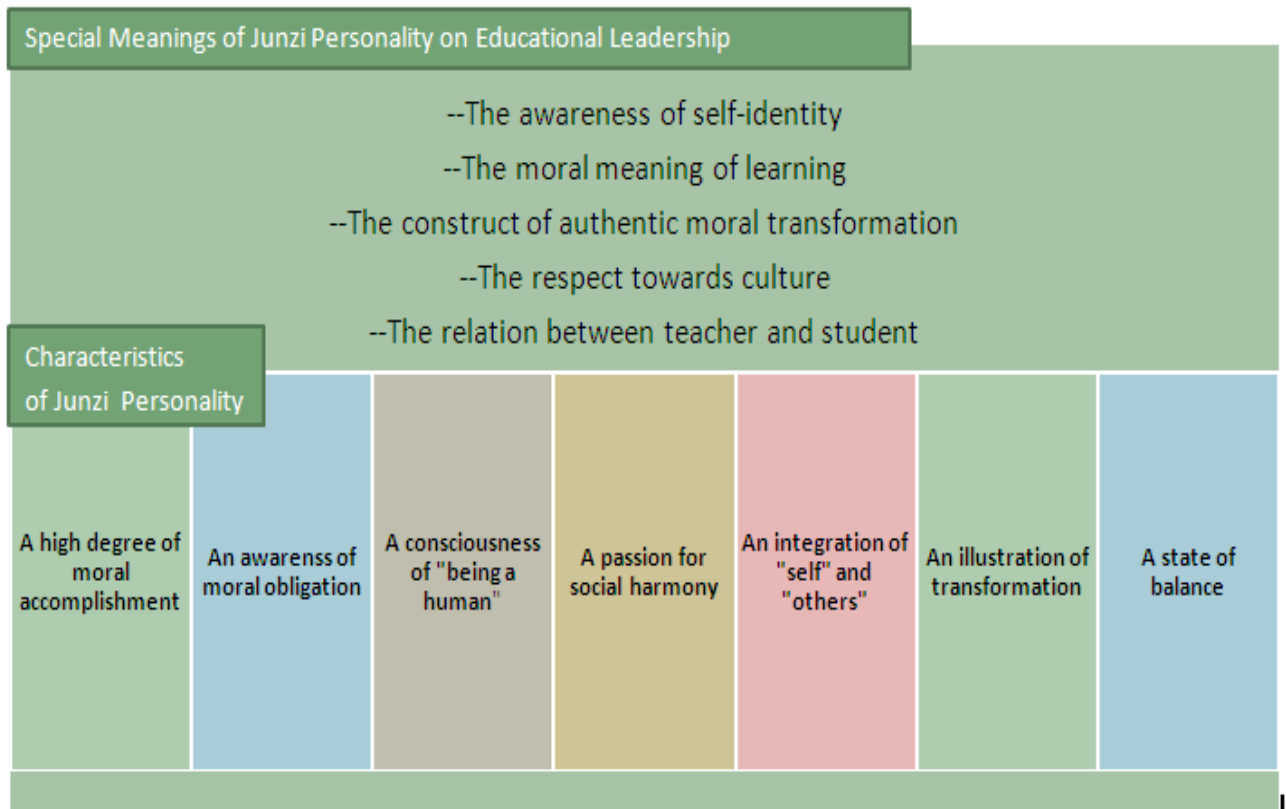 Special Meanings of Junzi Personality on Educational Leadership
--The awareness of self-identity
--The moral meaning of learning
--The construct of authentic moral transformation
--The respect towards culture
--The relation between teacher and student
Characteristics
of Junzi Personality
A high degree of
moral
accomplishment
An awarenss of
moral obligation
A consciousness
of "being a
human"
A passion for
social harmony
An integration of
"self" and
"others"
An illustration of
transformation
A state of
balance